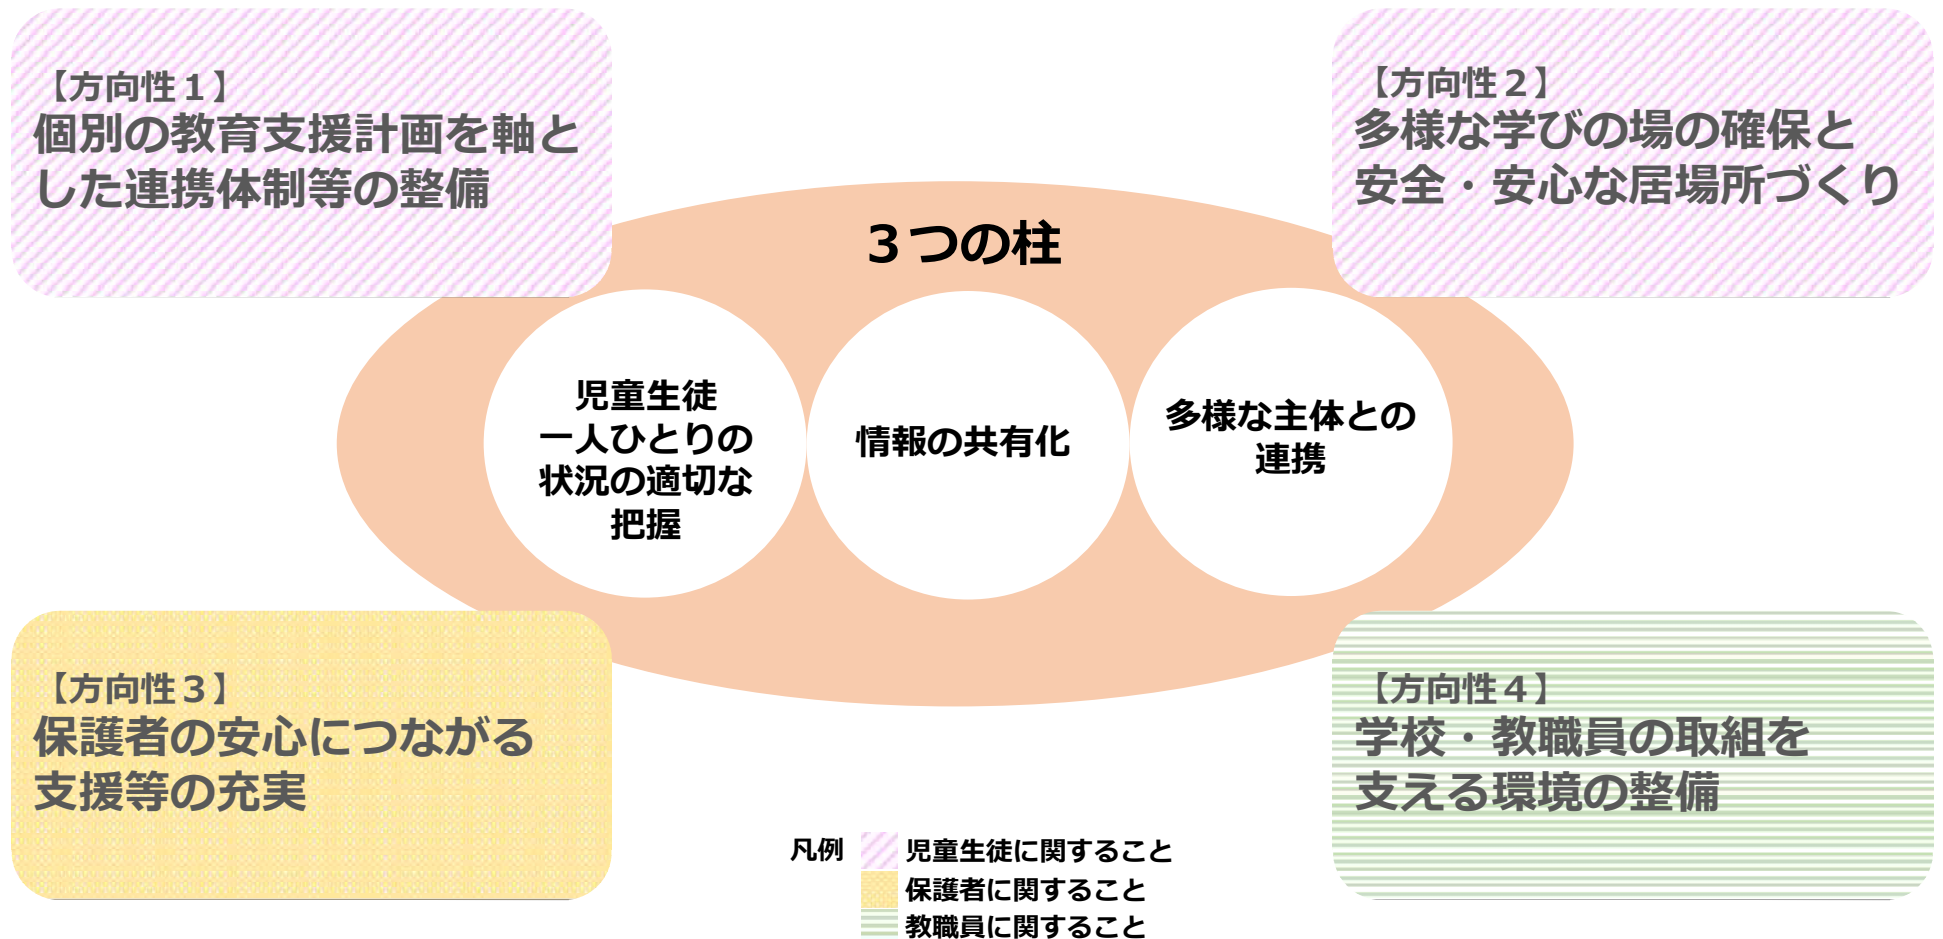 【方向性１】
個別の教育支援計画を軸と
した連携体制等の整備
【方向性２】
多様な学びの場の確保と
安全・安心な居場所づくり
３つの柱
児童生徒
一人ひとりの
状況の適切な
把握
情報の共有化
多様な主体との
連携
【方向性３】
保護者の安心につながる
支援等の充実
【方向性４】
学校・教職員の取組を
支える環境の整備
凡例
児童生徒に関すること
保護者に関すること
教職員に関すること